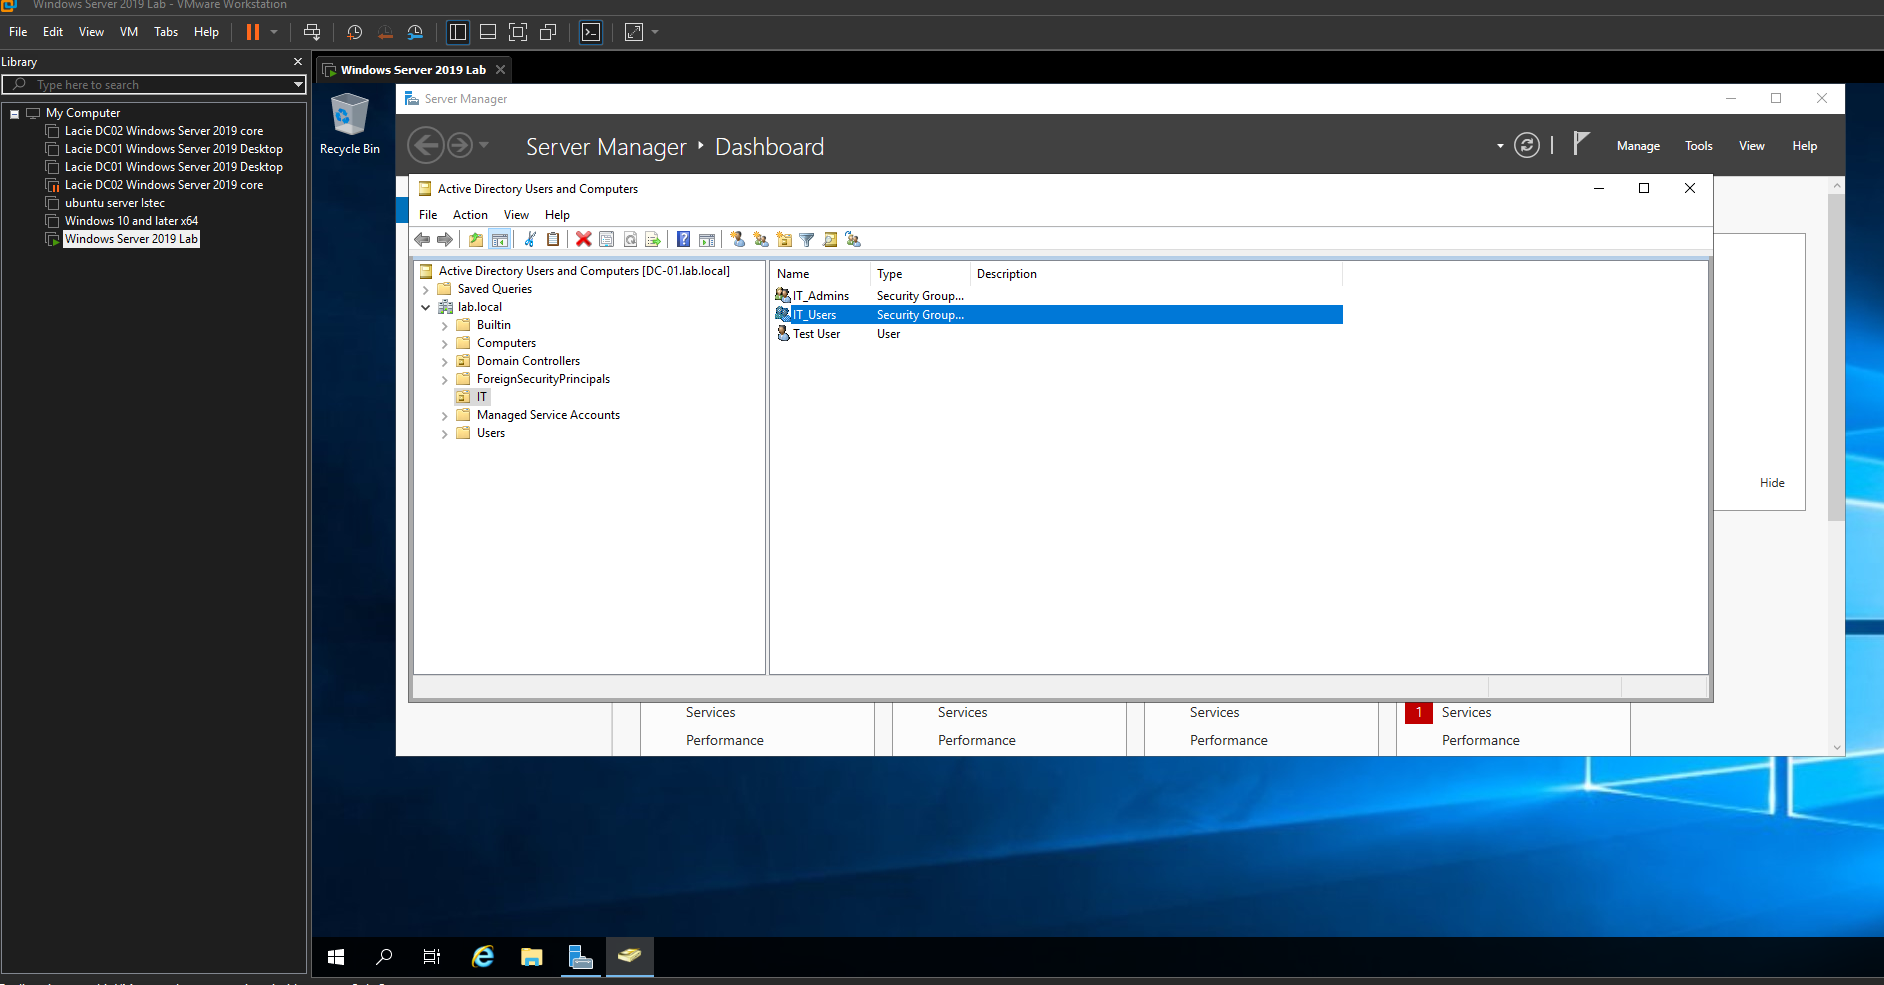 Windows Server 2019 Lab - VMware Workstation
File Edit View VM Tabs Help
Library
Type here to search
My Computer
Lacie DC02 Windows Server 2019 core
Lacie DC01 Windows Server 2019 Desktop
Lacie DC01 Windows Server 2019 Desktop
Lacie DC02 Windows Server 2019 core
ubuntu server lstec
Windows 10 and later x64
Windows Server 2019 Lab
Windows Server 2019 Lab
Recycle Bin
Server Manager
Server Manager Dashboard
Manage Tools View Help
Active Directory Users and Computers
File Action View Help
Active Directory Users and Computers [DC-01.lab.local]
Saved Queries
lab.local
Builtin
Computers
Domain Controllers
ForeignSecurityPrincipals
IT
Managed Service Accounts
Users
Name Type Description
IT_Admins Security Group...
IT_Users Security Group...
Test User User
Hide
Services Services Services 1 Services
Performance Performance Performance Performance